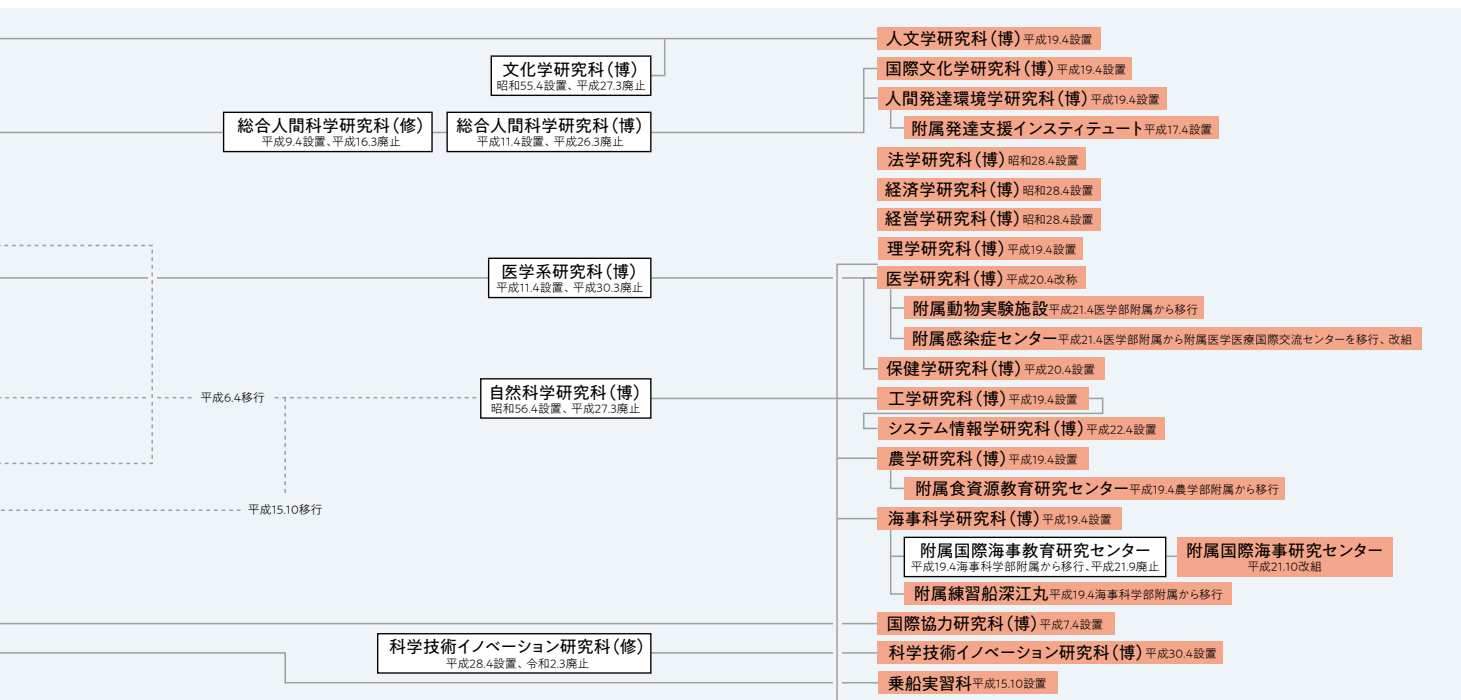 人文学研究科(博)平成19.4設置
文化学研究科(博)
昭和55.4設置、平成27.3廃止
国際文化学研究科(博)平成19.4設置
人間発達環境学研究科(博)平成19.4設置
附属発達支援インスティテュート平成17.4設置
総合人間科学研究科(修)
平成9.4設置、平成16.3廃止
総合人間科学研究科(博)
平成11.4設置、平成26.3廃止
法学研究科(博)昭和28.4設置
経済学研究科(博)昭和28.4設置
経営学研究科(博)昭和28.4設置
理学研究科(博)平成19.4設置
医学系研究科(博)
平成11.4設置、平成30.3廃止
医学研究科(博)平成20.4改称
附属動物実験施設平成21.4医学部附属から移行
附属感染症センター平成21.4医学部附属から附属医学医療国際交流センターを移行、改組
保健学研究科(博)平成20.4設置
平成6.4移行
自然科学研究科(博)
昭和56.4設置、平成27.3廃止
工学研究科(博)平成19.4設置
システム情報学研究科(博)平成22.4設置
農学研究科(博)平成19.4設置
附属食資源教育研究センター平成19.4農学部附属から移行
平成15.10移行
海事科学研究科(博)平成19.4設置
附属国際海事教育研究センター
平成19.4海事科学部附属から移行、平成21.9廃止
附属国際海事研究センター
平成21.10改組
附属練習船深江丸平成19.4海事科学部附属から移行
国際協力研究科(博)平成7.4設置
科学技術イノベーション研究科(修)
平成28.4設置、令和2.3廃止
科学技術イノベーション研究科(博)平成30.4設置
乗船実習科平成15.10設置